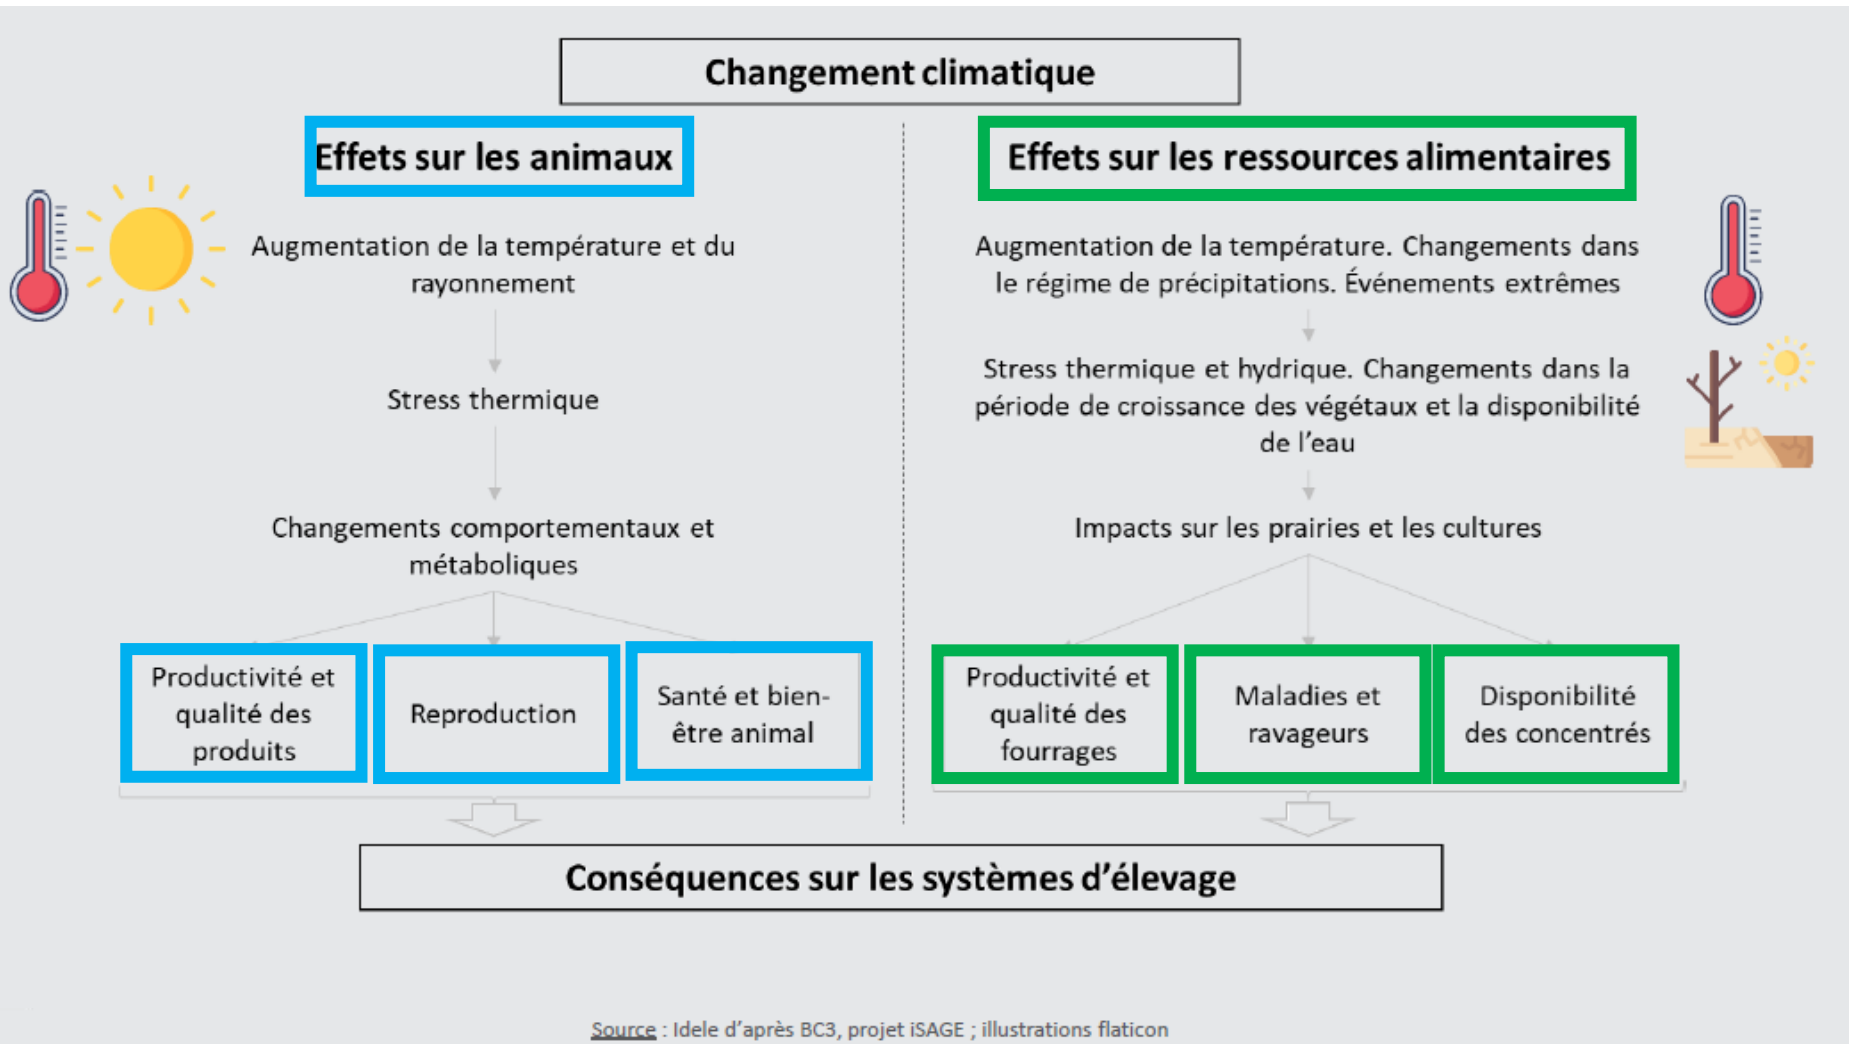 Changement climatique
Effets sur les animaux
Augmentation de la température et du
rayonnement
Stress thermique
Changements comportementaux et
métaboliques
Productivité et
qualité des
produits
Reproduction
Santé et bien-
être animal
Effets sur les ressources alimentaires
Augmentation de la température. Changements dans
le régime de précipitations. Événements extrêmes
Stress thermique et hydrique. Changements dans la
période de croissance des végétaux et la disponibilité
de l’eau
Impacts sur les prairies et les cultures
Productivité et
qualité des
fourrages
Maladies et
ravageurs
Disponibilité
des concentrés
Conséquences sur les systèmes d’élevage
Source : Idele d’après BC3, projet iSAGE ; illustrations flaticon